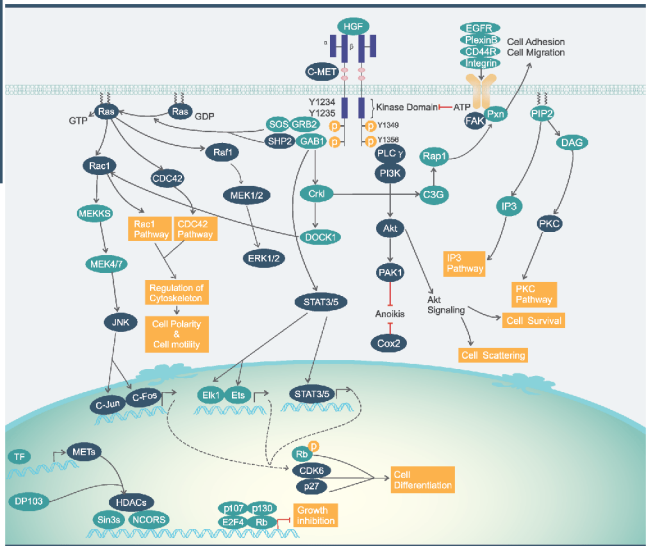 HGF
α
β
C-MET
EGFR
PlexinB
CD44R
Integrin
Cell Adhesion
Cell Migration
Y1234
Y1235
Kinase Domain
ATP
GTP
Ras
Ras
GDP
SOS
GRB2
SHP2
GAB1
P
P
P
P
Y1349
Y1356
FAK
Pxn
PIP2
DAG
Raf1
Rac1
CDC42
MEK1/2
ERK1/2
MEKKS
Rac1
Pathway
CDC42
Pathway
MEK4/7
Regulation of
Cytoskeleton
JNK
Cell Polarity
&
Cell motility
PLC γ
PI3K
Rap1
Crkl
C3G
DOCK1
Akt
PAK1
Anoikis
Cox2
STAT3/5
Akt
Signaling
IP3
PKC
IP3
Pathway
PKC
Pathway
Cell Survival
Cell Scattering
C-Jun
C-Fos
Elk1
Ets
STAT3/5
TF
METs
DP103
HDACs
Sin3s
NCORS
Rb
P
CDK6
p27
Cell
Differentiation
p107
p130
E2F4
Rb
Growth
inhibition